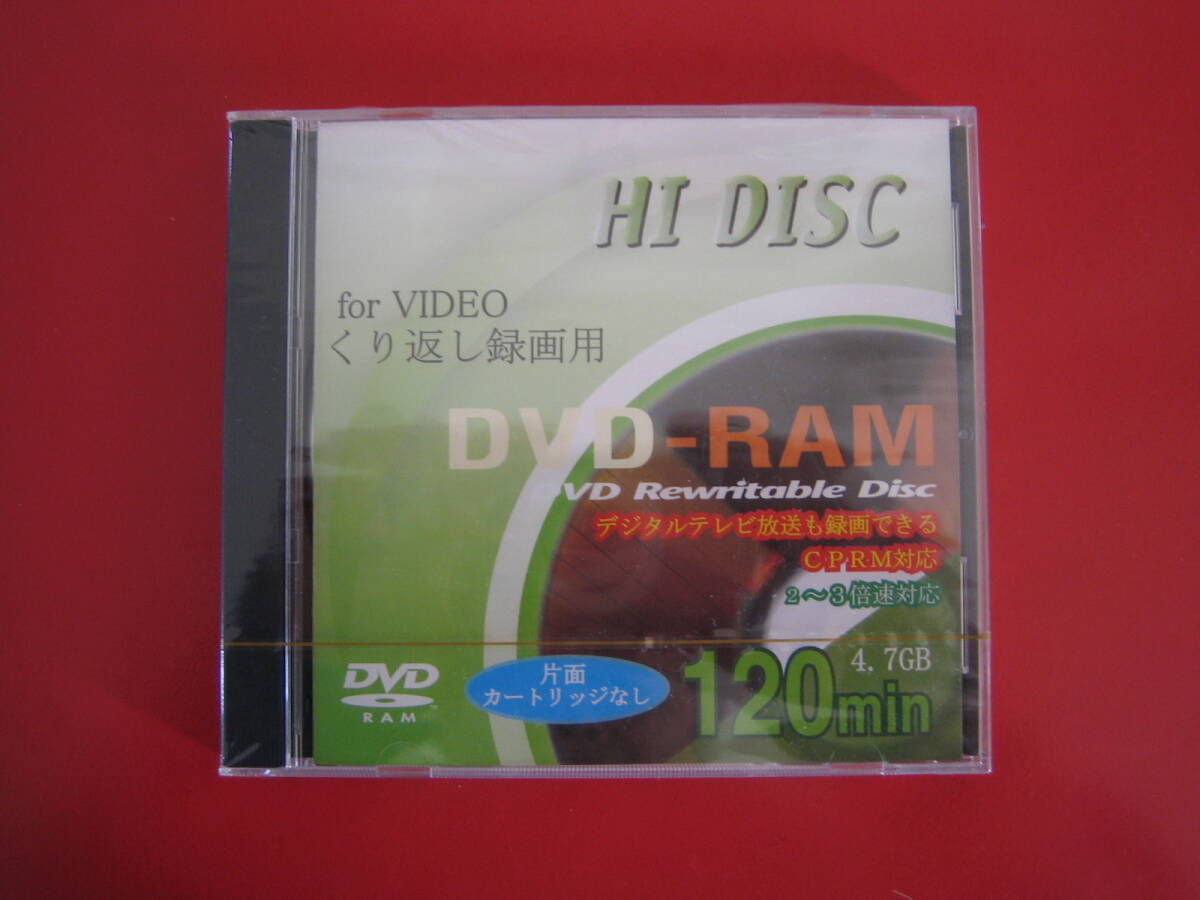 HI DISC
for VIDEO
くり返し録画用
DVD-RAM
DVD Rewritable Disc
デジタルテレビ放送も録画できる
CPRM対応
2～3倍速対応
DVD
RAM
片面
カートリッジなし
120min
4.7GB